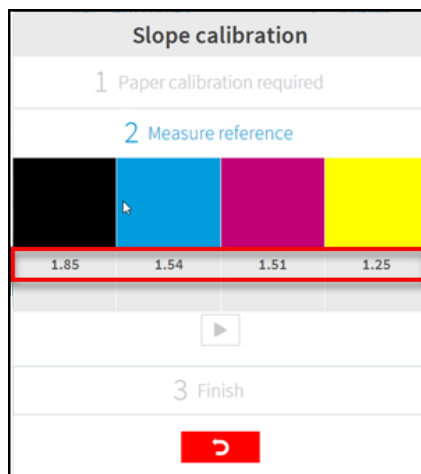 Slope calibration
1 Paper calibration required
2 Measure reference
1.85 1.54 1.51 1.25
3 Finish